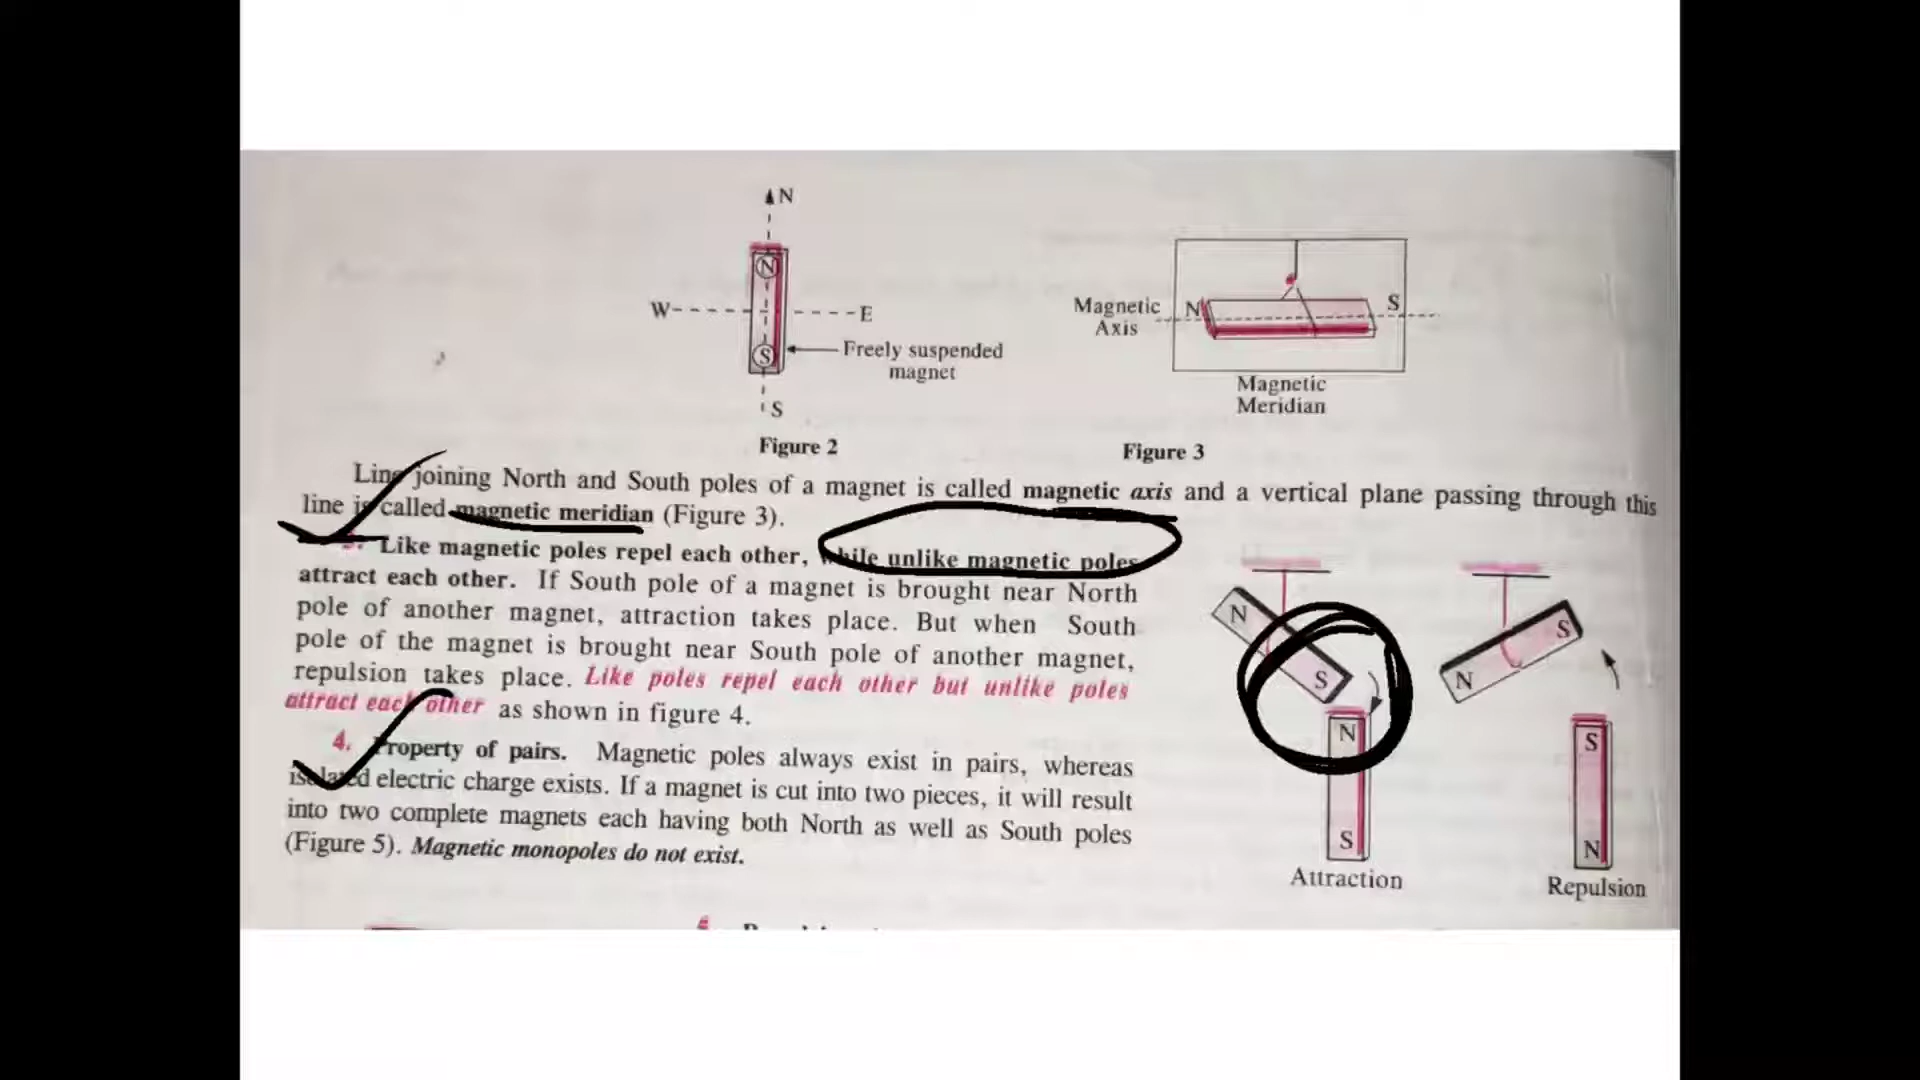 N
N
W
E
S
Freely suspended
magnet
S
Figure 2
Magnetic
Axis
N
S
Magnetic
Meridian
Figure 3
Line joining North and South poles of a magnet is called magnetic axis and a vertical plane passing through this
line is called magnetic meridian (Figure 3).
3. Like magnetic poles repel each other, while unlike magnetic poles
attract each other. If South pole of a magnet is brought near North
pole of another magnet, attraction takes place. But when South
pole of the magnet is brought near South pole of another magnet,
repulsion takes place. Like poles repel each other but unlike poles
attract each other as shown in figure 4.
4. Property of pairs. Magnetic poles always exist in pairs, whereas
isolated electric charge exists. If a magnet is cut into two pieces, it will result
into two complete magnets each having both North as well as South poles
(Figure 5). Magnetic monopoles do not exist.
N
S
N
S
Attraction
S
N
S
N
Repulsion